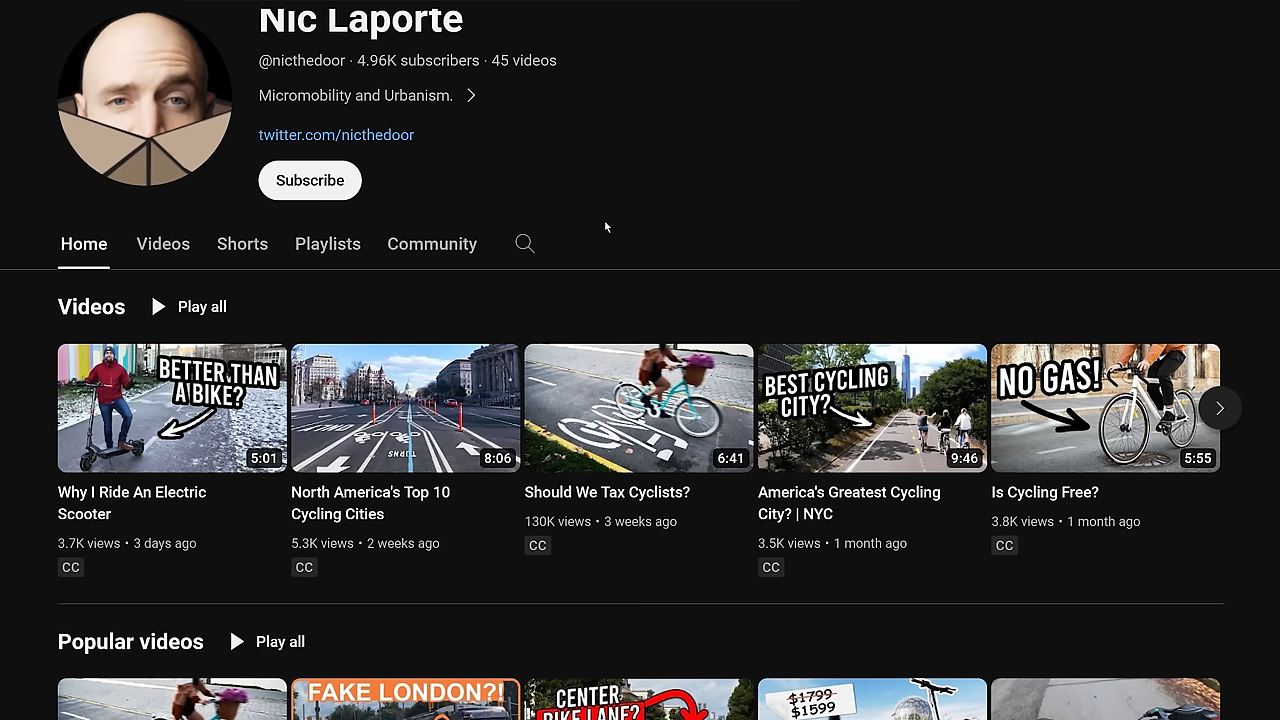 Nic Laporte
@nicthedoor · 4.96K subscribers · 45 videos
Micromobility and Urbanism.
twitter.com/nicthedoor
Subscribe
Home Videos Shorts Playlists Community
Videos Play all
BETTER THAN
A BIKE?
5:01
TURNS
8:06
6:41
BEST CYCLING
CITY?
9:46
NO GAS!
5:55
Why I Ride An Electric
Scooter
3.7K views • 3 days ago
CC
North America's Top 10
Cycling Cities
5.3K views • 2 weeks ago
CC
Should We Tax Cyclists?
130K views • 3 weeks ago
CC
America's Greatest Cycling
City? | NYC
3.5K views • 1 month ago
CC
Is Cycling Free?
3.8K views • 1 month ago
CC
Popular videos Play all
FAKE LONDON?!
CENTER
BIKE LANE?
$1799
$1599